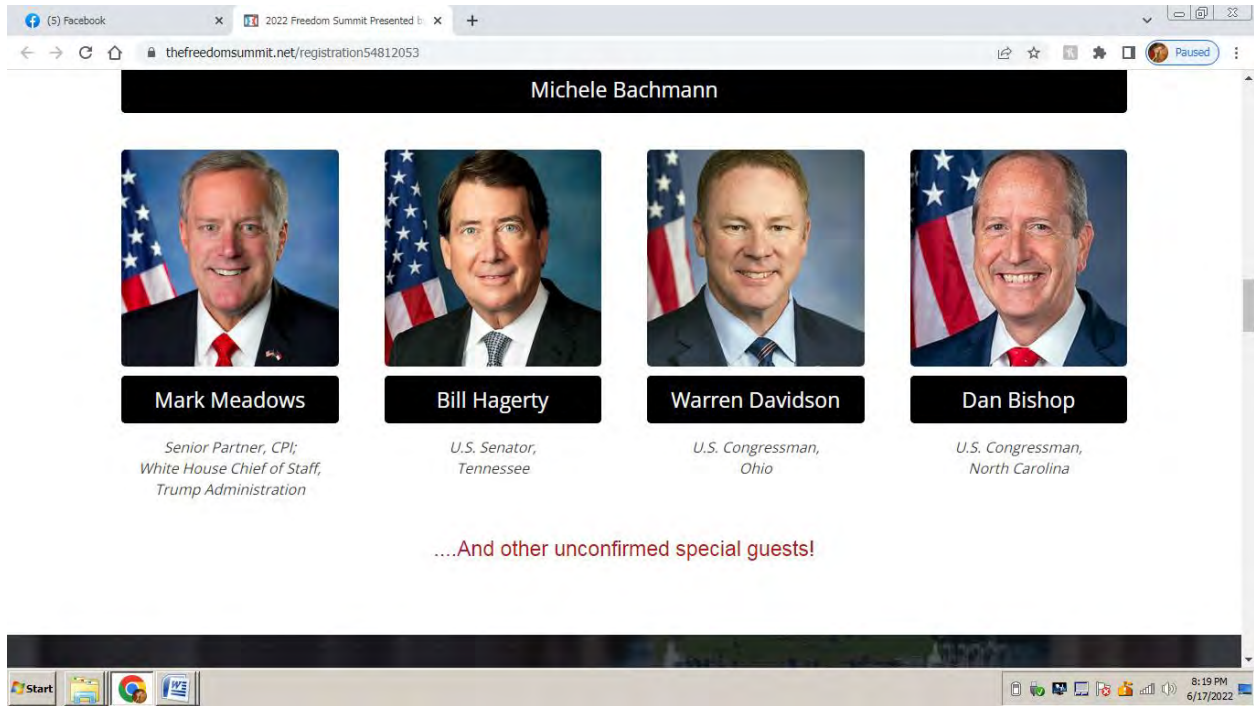 (5) Facebook
2022 Freedom Summit Presented b
thefreedomsummit.net/registration54812053
Paused
Michele Bachmann
Mark Meadows
Bill Hagerty
Warren Davidson
Dan Bishop
Senior Partner, CPI;
White House Chief of Staff,
Trump Administration
U.S. Senator,
Tennessee
U.S. Congressman,
Ohio
U.S. Congressman,
North Carolina
....And other unconfirmed special guests!
Start
8:19 PM
6/17/2022